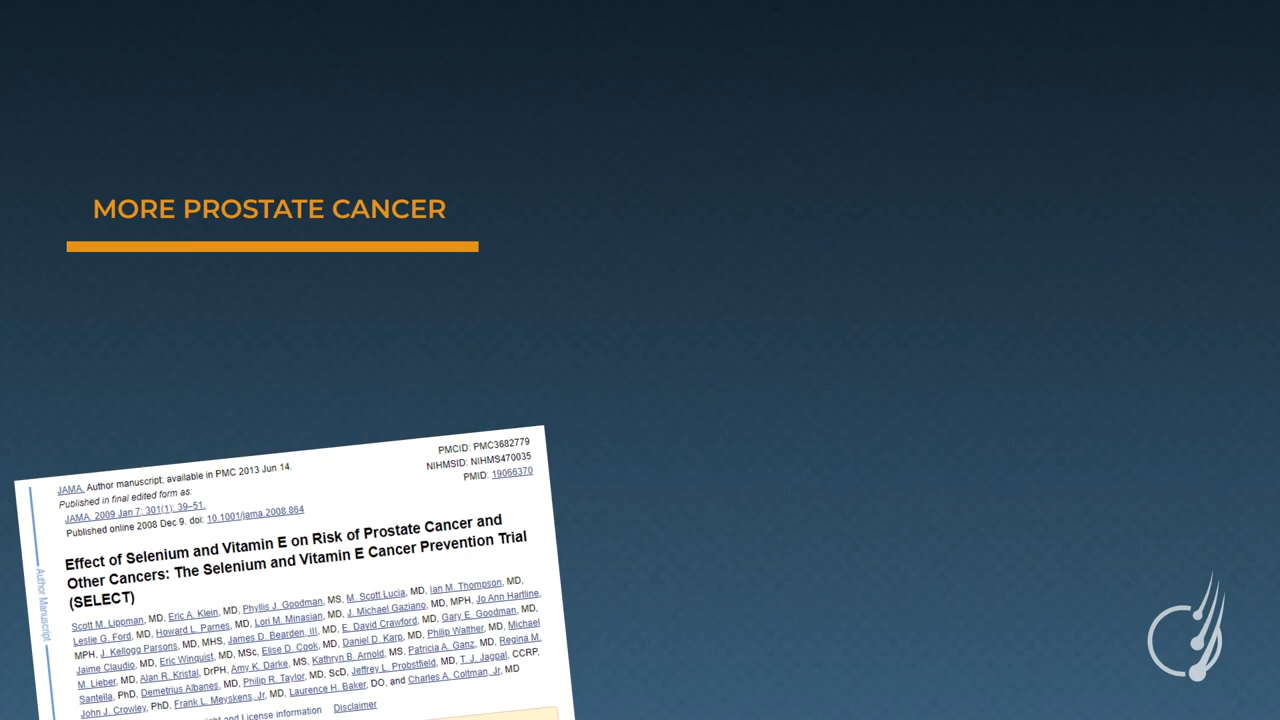 MORE PROSTATE CANCER
JAMA. Author manuscript; available in PMC 2013 Jun 14.
Published in final edited form as:
JAMA. 2009 Jan 7; 301(1): 39–51.
Published online 2008 Dec 9. doi: 10.1001/jama.2008.864
PMCID: PMC3682779
NIHMSID: NIHMS470035
PMID: 19066370
Effect of Selenium and Vitamin E on Risk of Prostate Cancer and
Other Cancers: The Selenium and Vitamin E Cancer Prevention Trial
(SELECT)
Scott M. Lippman, MD, Eric A. Klein, MD, Phyllis J. Goodman, MS, M. Scott Lucia, MD, Ian M. Thompson, MD,
Leslie G. Ford, MD, Howard L. Parnes, MD, Lori M. Minasian, MD, J. Michael Gaziano, MD, MPH, Jo Ann Hartline,
MPH, J. Kellogg Parsons, MD, MHS, James D. Bearden, III, MD, E. David Crawford, MD, Gary E. Goodman, MD,
Jaime Claudio, MD, Eric Winquist, MD, MSc, Elise D. Cook, MD, Daniel D. Karp, MD, Philip Walther, MD, Michael
M. Lieber, MD, Alan R. Kristal, DrPH, Amy K. Darke, MS, Kathryn B. Arnold, MS, Patricia A. Ganz, MD, Regina M.
Santella, PhD, Demetrius Albanes, MD, Philip R. Taylor, MD, ScD, Jeffrey L. Probstfield, MD, T. J. Jagpal, CCRP,
John J. Crowley, PhD, Frank L. Meyskens, Jr, MD, Laurence H. Baker, DO, and Charles A. Coltman, Jr, MD
and License information Disclaimer
Author Manuscript